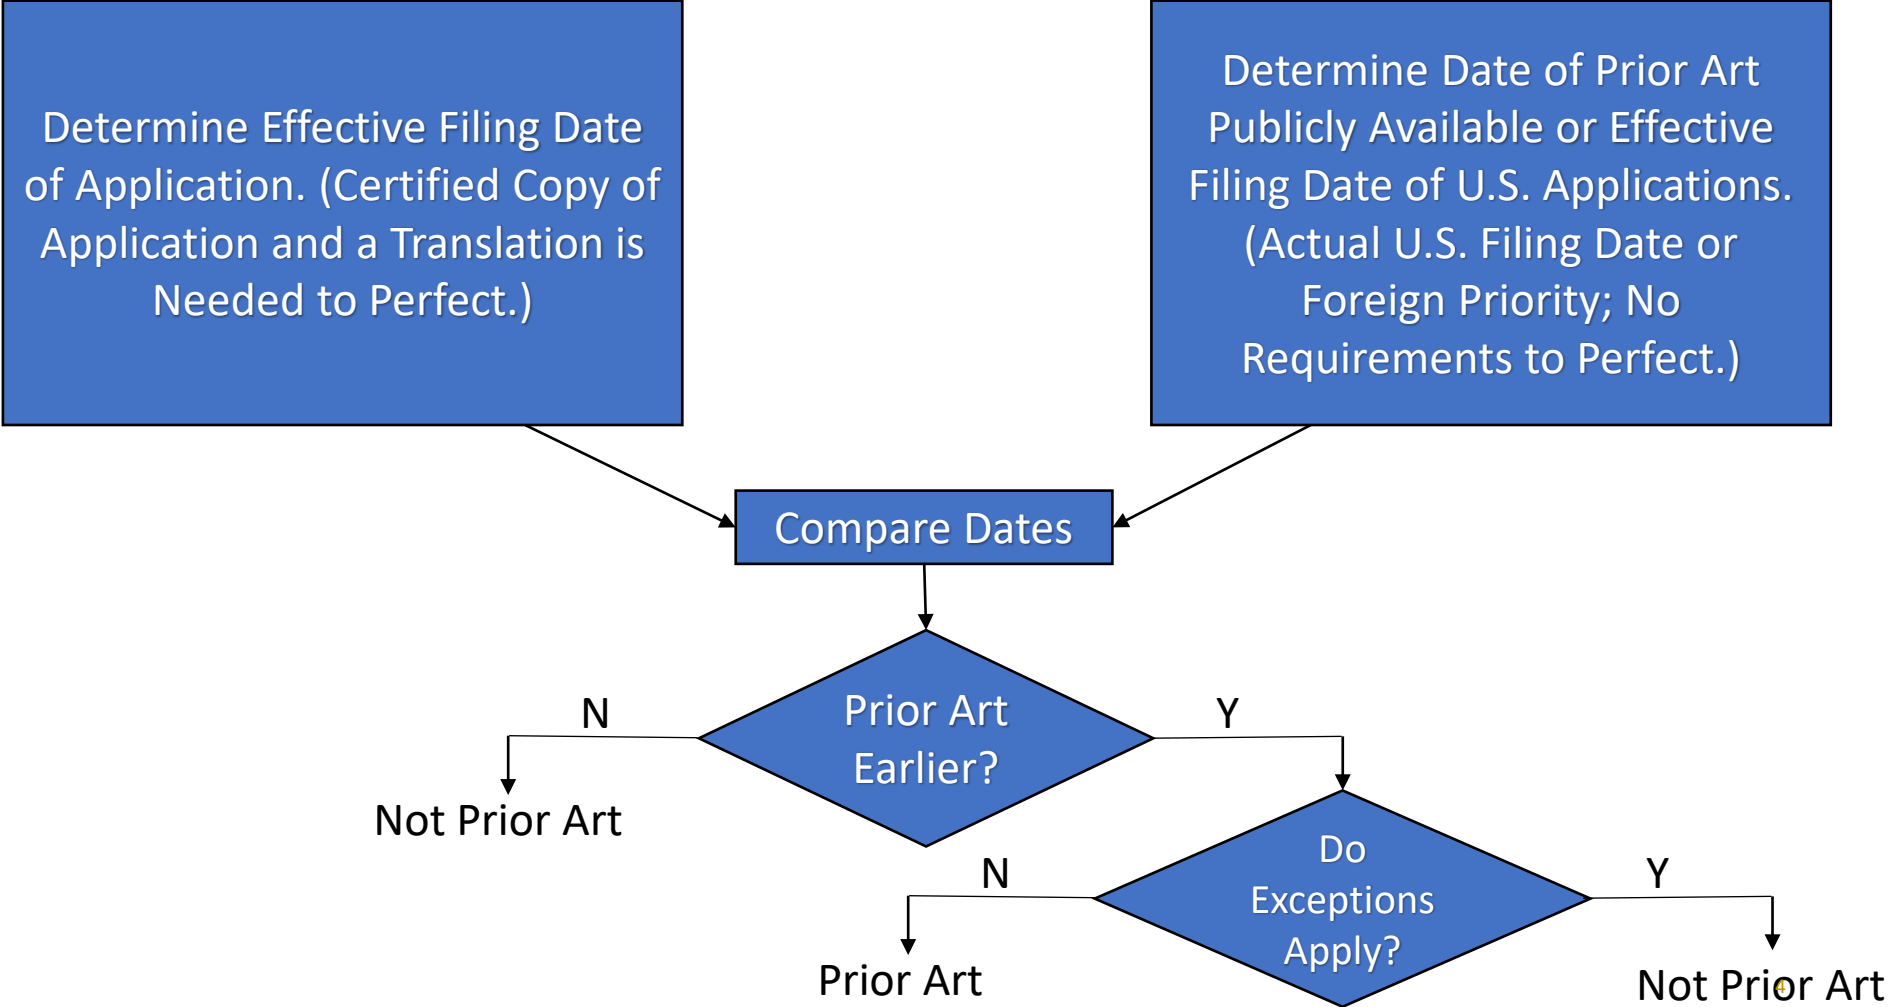 Determine Effective Filing Date
of Application. (Certified Copy of
Application and a Translation is
Needed to Perfect.)
Determine Date of Prior Art
Publicly Available or Effective
Filing Date of U.S. Applications.
(Actual U.S. Filing Date or
Foreign Priority; No
Requirements to Perfect.)
Compare Dates
Prior Art
Earlier?
N
Y
Not Prior Art
Do
Exceptions
Apply?
N
Y
Prior Art
Not Prior Art
4